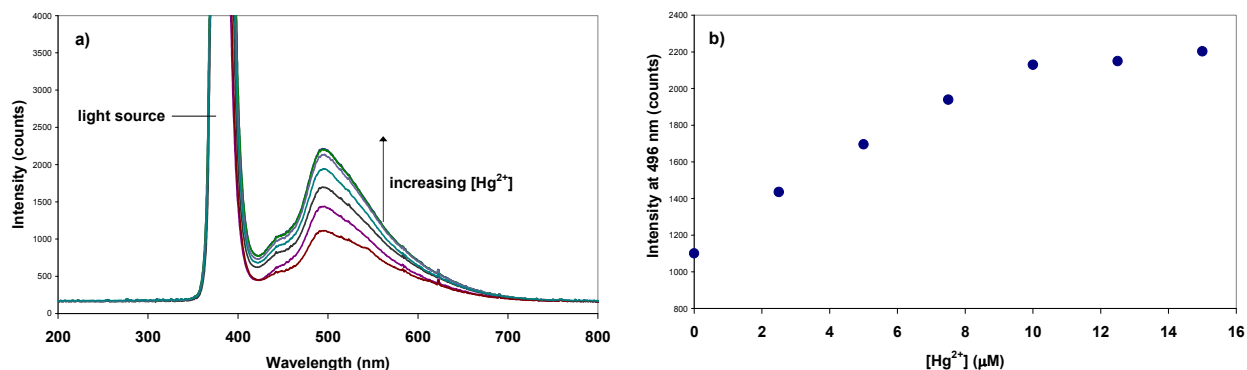 a)
4000
3500
3000
2500
2000
1500
1000
500
0
Intensity (counts)
light source
increasing [Hg²⁺]
200 300 400 500 600 700 800
Wavelength (nm)
b)
2400
2200
2000
1800
1600
1400
1200
1000
800
Intensity at 496 nm (counts)
0 2 4 6 8 10 12 14 16
[Hg²⁺] (μM)